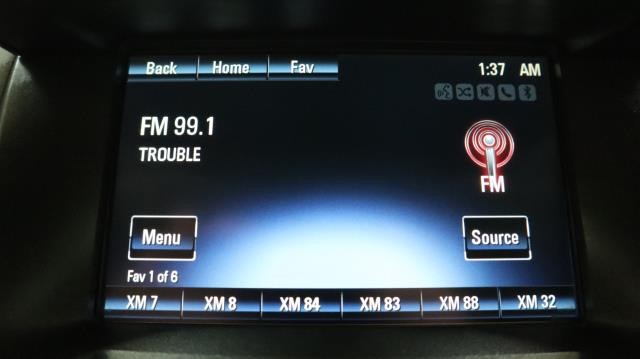 Back Home Fav 1:37 AM
FM 99.1
TROUBLE
FM
Menu Source
Fav 1 of 6
XM 7 XM 8 XM 84 XM 83 XM 88 XM 32